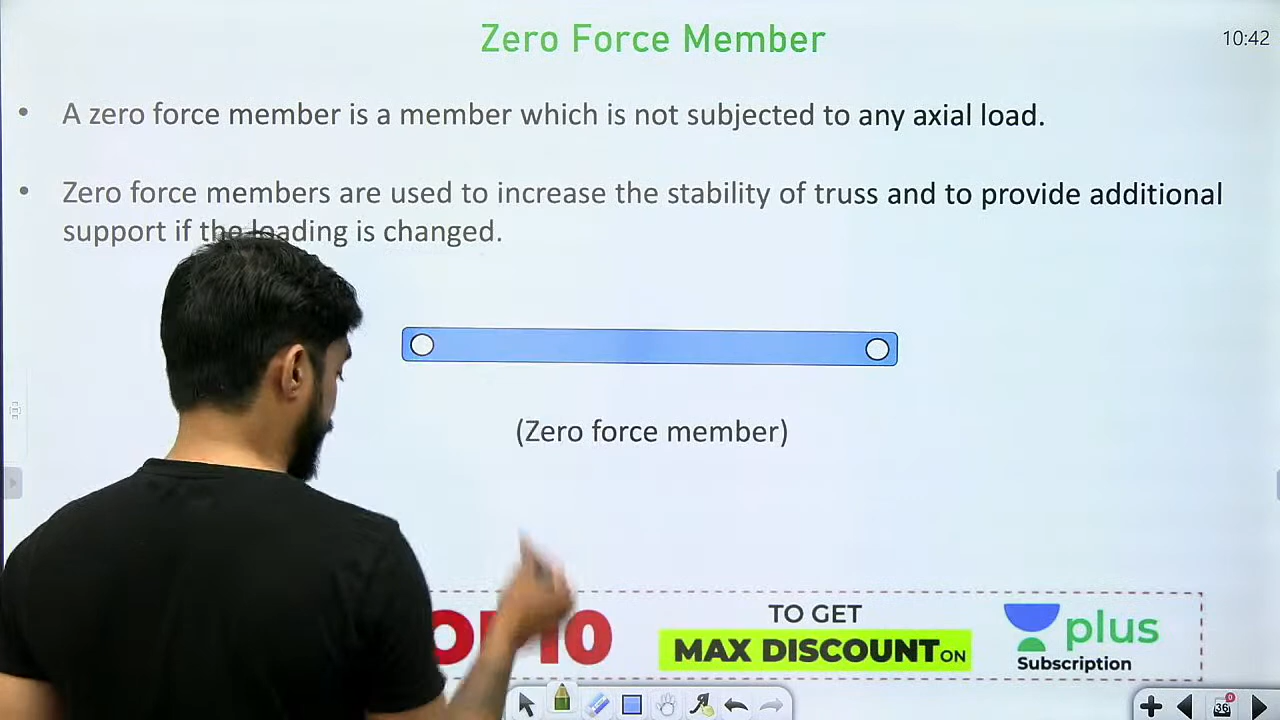 Zero Force Member
10:42
• A zero force member is a member which is not subjected to any axial load.
• Zero force members are used to increase the stability of truss and to provide additional
support if the loading is changed.
(Zero force member)
10
TO GET
MAX DISCOUNT ON
plus
Subscription
36
0